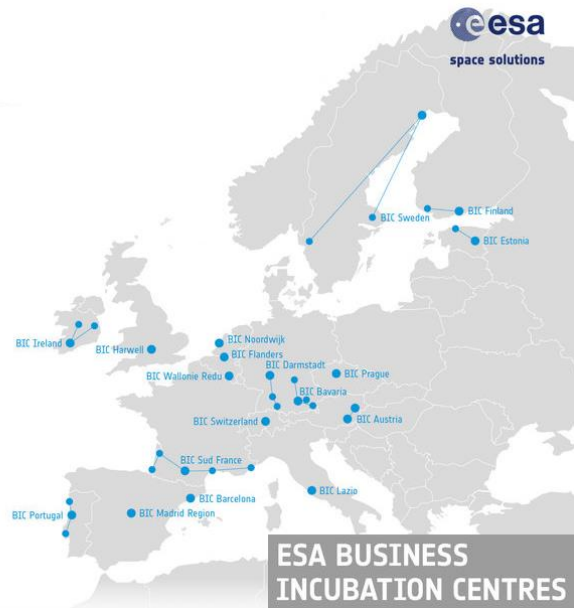 esa
space solutions
BIC Sweden
BIC Finland
BIC Estonia
BIC Ireland
BIC Harwell
BIC Noordwijk
BIC Flanders
BIC Darmstadt
BIC Wallonie Redu
BIC Prague
BIC Bavaria
BIC Switzerland
BIC Austria
BIC Sud France
BIC Barcelona
BIC Lazio
BIC Portugal
BIC Madrid Region
ESA BUSINESS
INCUBATION CENTRES